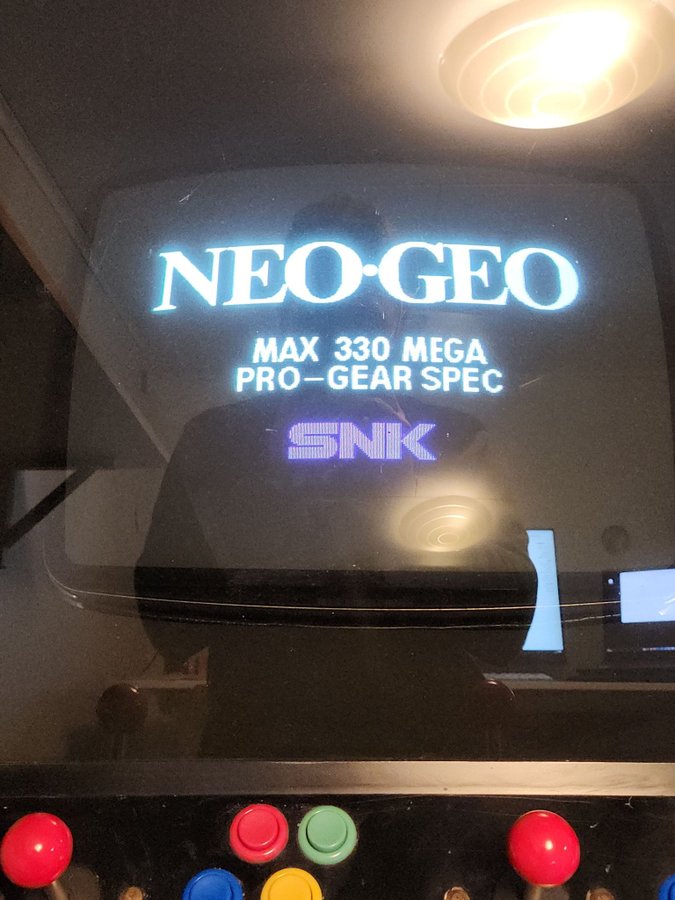 NEO·GEO
MAX 330 MEGA
PRO-GEAR SPEC
SNK